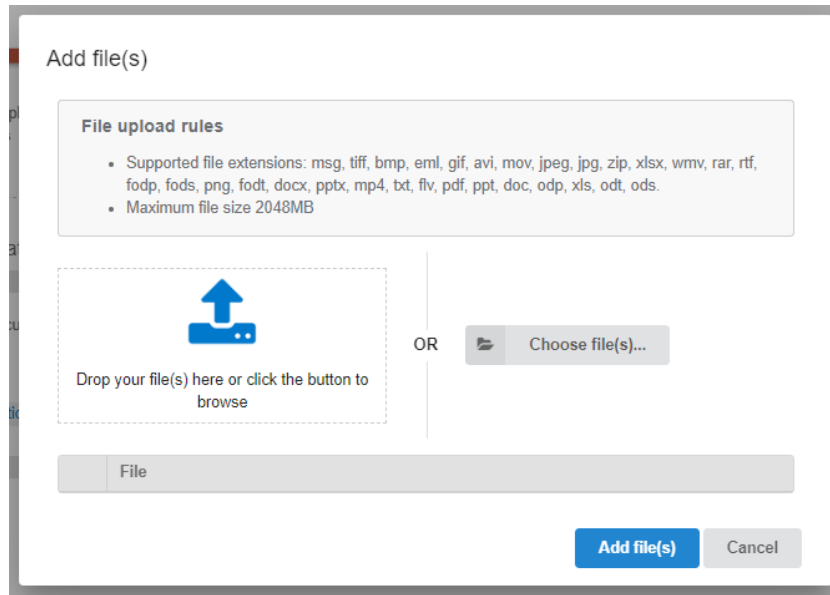 Add file(s)
File upload rules
• Supported file extensions: msg, tiff, bmp, eml, gif, avi, mov, jpeg, jpg, zip, xlsx, wmv, rar, rtf,
fodp, fods, png, fodt, docx, pptx, mp4, txt, flv, pdf, ppt, doc, odp, xls, odt, ods.
• Maximum file size 2048MB
Drop your file(s) here or click the button to
browse
OR
Choose file(s)...
File
Add file(s)
Cancel